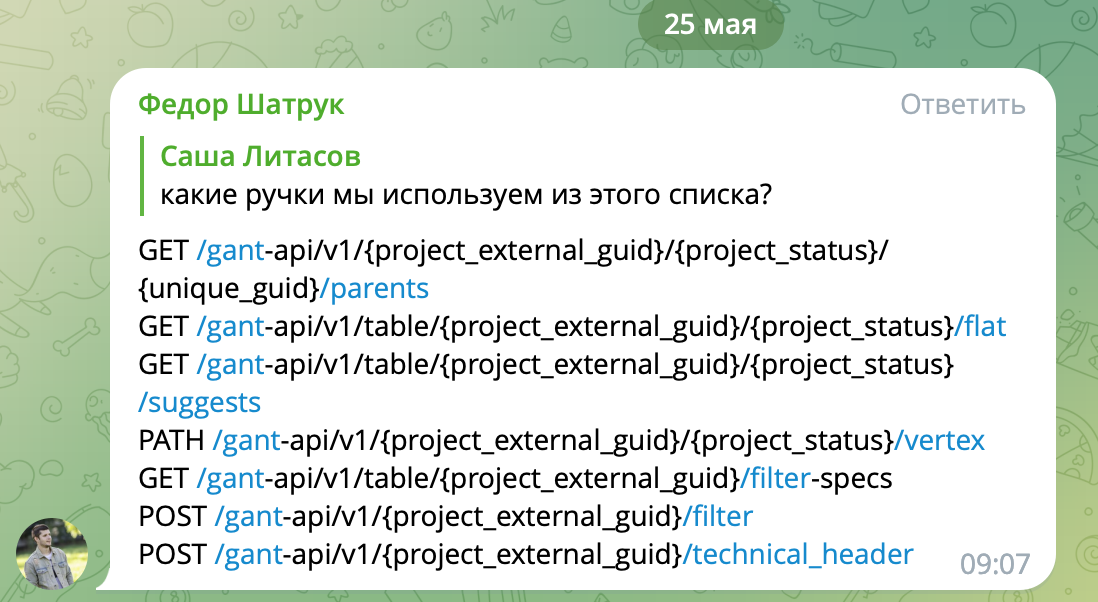 25 мая
Федор Шатрук
Ответить
Саша Литасов
какие ручки мы используем из этого списка?
GET /gant-api/v1/{project_external_guid}/{project_status}/
{unique_guid}/parents
GET /gant-api/v1/table/{project_external_guid}/{project_status}/flat
GET /gant-api/v1/table/{project_external_guid}/{project_status}
/suggests
PATH /gant-api/v1/{project_external_guid}/{project_status}/vertex
GET /gant-api/v1/table/{project_external_guid}/filter-specs
POST /gant-api/v1/{project_external_guid}/filter
POST /gant-api/v1/{project_external_guid}/technical_header
09:07